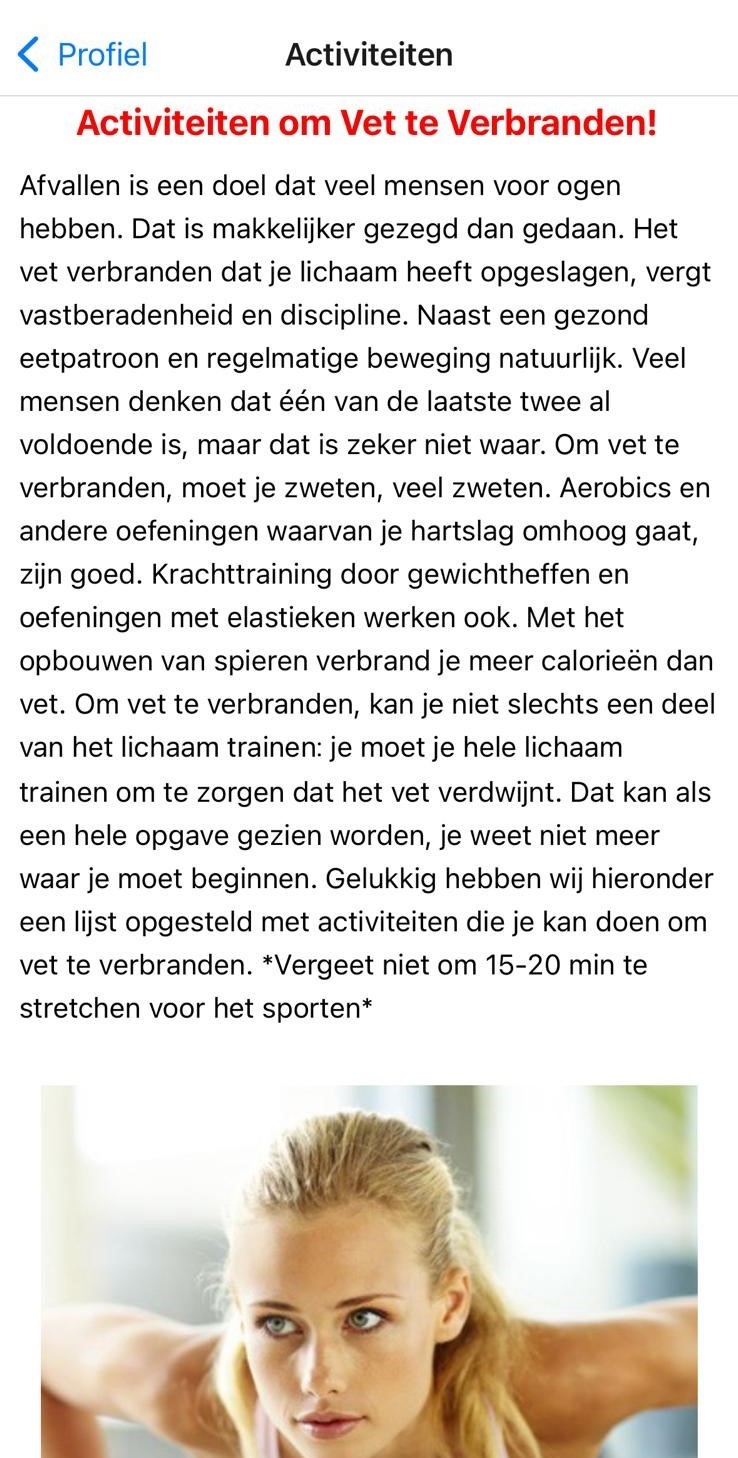 Profiel
Activiteiten
Activiteiten om Vet te Verbranden!
Afvallen is een doel dat veel mensen voor ogen
hebben. Dat is makkelijker gezegd dan gedaan. Het
vet verbranden dat je lichaam heeft opgeslagen, vergt
vastberadenheid en discipline. Naast een gezond
eetpatroon en regelmatige beweging natuurlijk. Veel
mensen denken dat één van de laatste twee al
voldoende is, maar dat is zeker niet waar. Om vet te
verbranden, moet je zweten, veel zweten. Aerobics en
andere oefeningen waarvan je hartslag omhoog gaat,
zijn goed. Krachttraining door gewichtheffen en
oefeningen met elastieken werken ook. Met het
opbouwen van spieren verbrand je meer calorieën dan
vet. Om vet te verbranden, kan je niet slechts een deel
van het lichaam trainen: je moet je hele lichaam
trainen om te zorgen dat het vet verdwijnt. Dat kan als
een hele opgave gezien worden, je weet niet meer
waar je moet beginnen. Gelukkig hebben wij hieronder
een lijst opgesteld met activiteiten die je kan doen om
vet te verbranden. *Vergeet niet om 15-20 min te
stretchen voor het sporten*